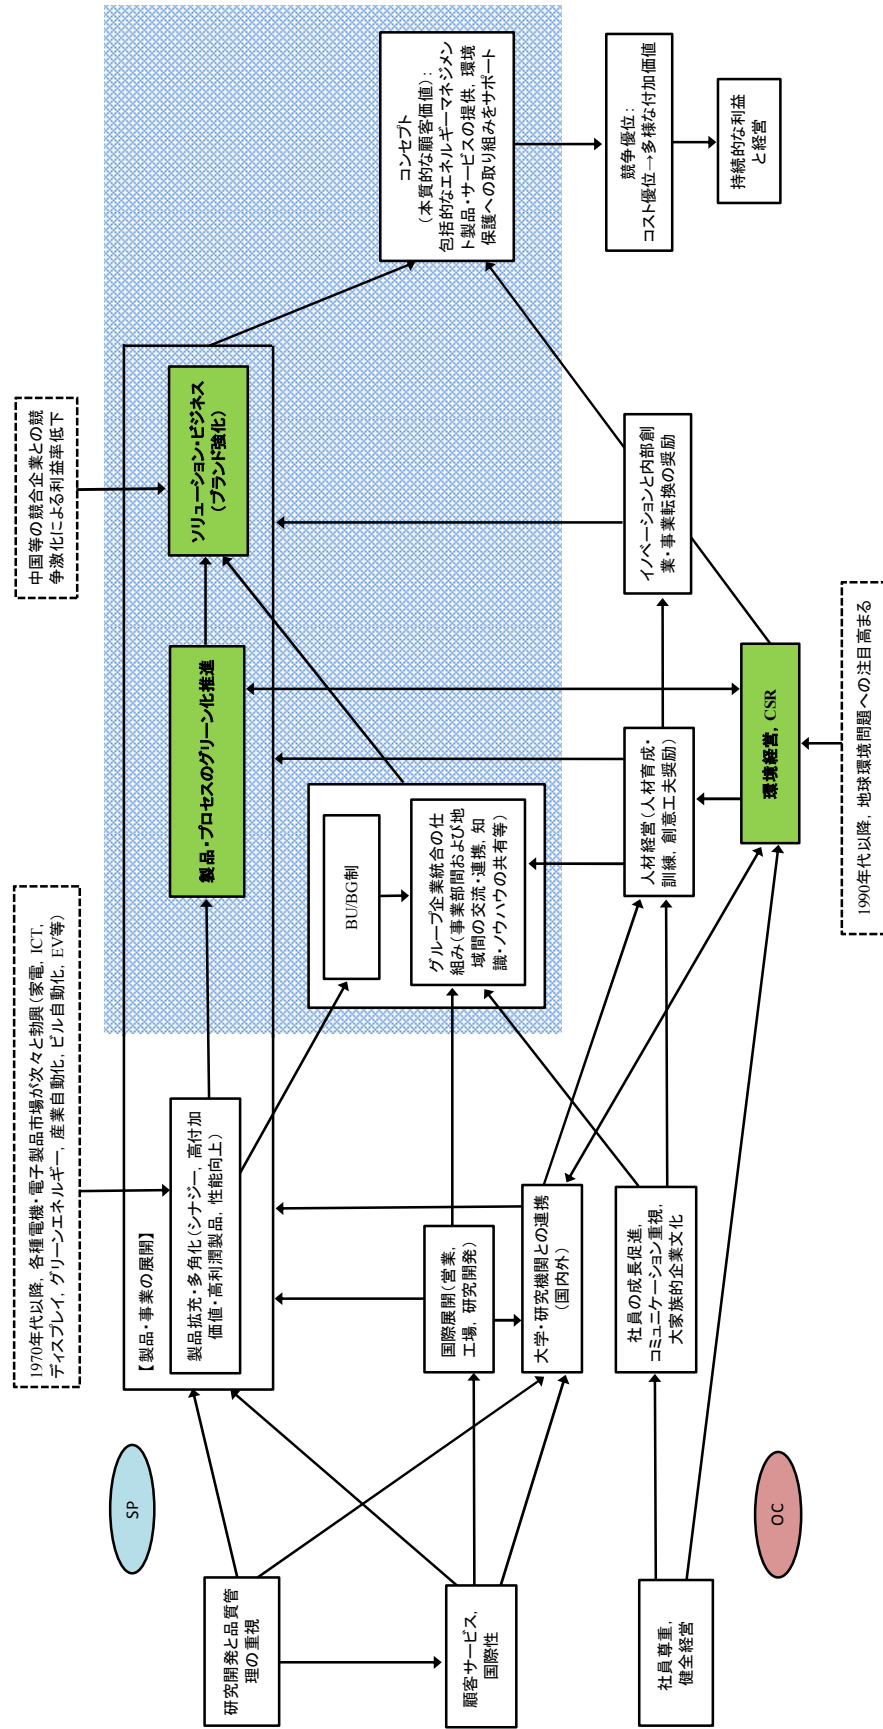 1970年代以降，各種電機・電子製品市場が次々と勃興（家電，ICT，
ディスプレイ，グリーンエネルギー，産業自動化，ビル自動化，EV等）
中国等の競合企業との競
争激化による利益率低下
SP
【製品・事業の展開】
製品拡充・多角化（シナジー，高付加
価値・高利潤製品，性能向上）
製品・プロセスのグリーン化推進
ソリューション・ビジネス
（ブランド強化）
研究開発と品質管
理の重視
BU/BG制
グループ企業統合の仕
組み（事業部間および地
域間の交流・連携，知
識・ノウハウの共有等）
コンセプト
（本質的な顧客価値）：
包括的なエネルギーマネジメン
ト製品・サービスの提供，環境
保護への取り組みをサポート
顧客サービス，
国際性
国際展開（営業，
工場，研究開発）
大学・研究機関との連携
（国内外）
競争優位：
コスト優位→多様な付加価値
社員尊重，
健全経営
社員の成長促進，
コミュニケーション重視，
大家族的企業文化
人材経営（人材育成・
訓練，創意工夫奨励）
イノベーションと内部創
業・事業転換の奨励
持続的な利益
と経営
OC
環境経営，CSR
1990年代以降，地球環境問題への注目高まる